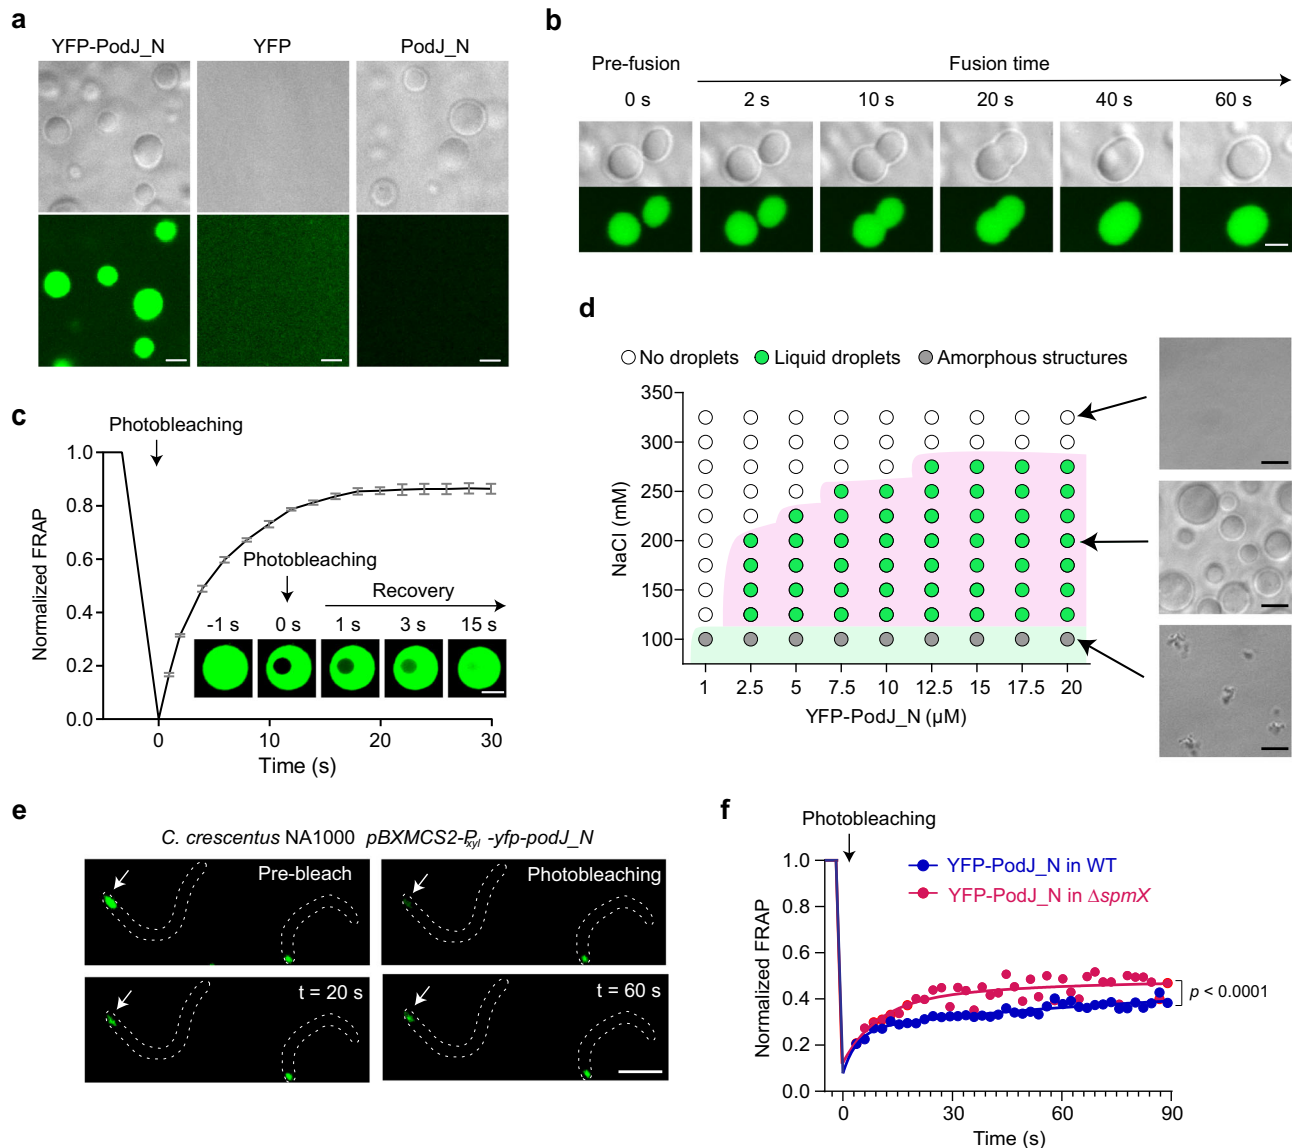 a
YFP-PodJ_N YFP PodJ_N
b
Pre-fusion Fusion time
0 s 2 s 10 s 20 s 40 s 60 s
c
Photobleaching
Normalized FRAP
1.0
0.8
0.6
0.4
0.2
0.0
Photobleaching
Recovery
-1 s 0 s 1 s 3 s 15 s
0 10 20 30
Time (s)
d
No droplets Liquid droplets Amorphous structures
NaCl (mM)
350
300
250
200
150
100
1 2.5 5 7.5 10 12.5 15 17.5 20
YFP-PodJ_N (µM)
e
C. crescentus NA1000 pBXMCS2-Pxyl -yfp-podJ_N
Pre-bleach Photobleaching
t = 20 s t = 60 s
f
Photobleaching
YFP-PodJ_N in WT
YFP-PodJ_N in ΔspmX
Normalized FRAP
1.0
0.8
0.6
0.4
0.2
0.0
p < 0.0001
0 30 60 90
Time (s)